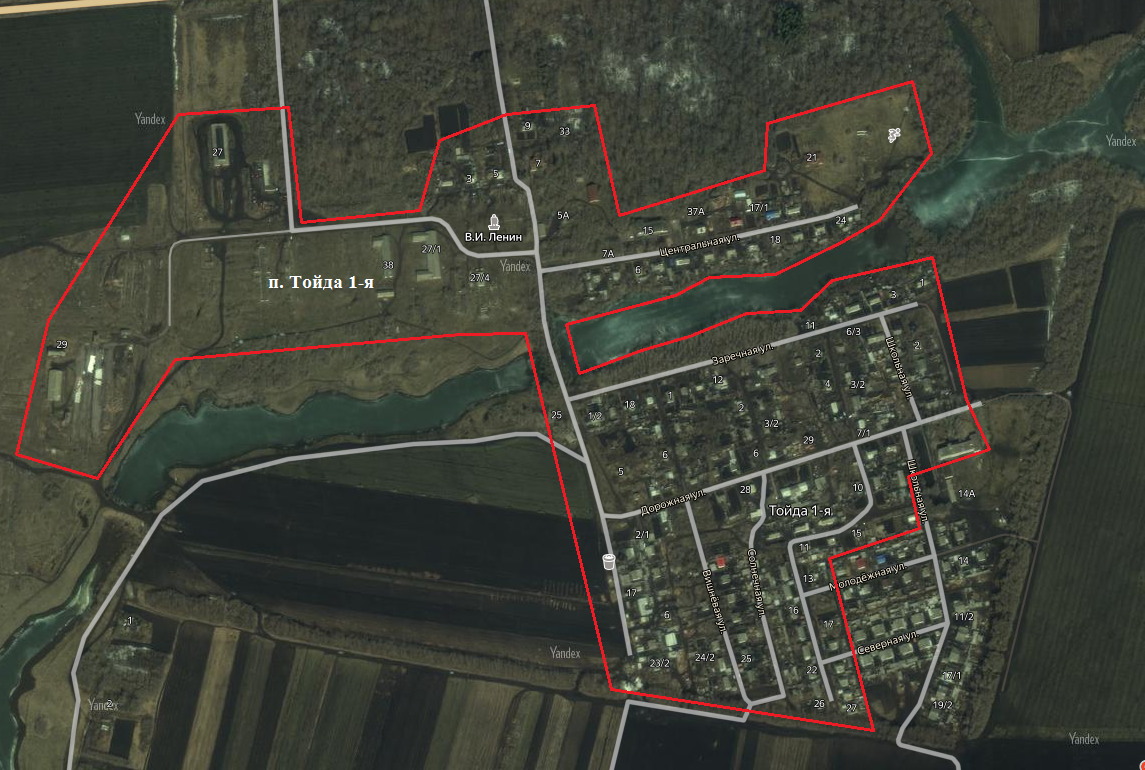 Yandex
9
33
27
Yandex
7
21
3
5
37А
17/1
5А
15
24
В.И. Ленин
Центральная ул.
18
27/1
7А
38
Yandex
6
27/4
п. Тойда 1-я
1
3
11
6/3
29
Заречная ул.
2
Школьная ул.
2
12
4
3/2
1
18
2
25
1/2
3/2
7/1
29
6
6
5
Школьная ул.
28
10
14А
Дорожная ул.
Тойда 1-я
2/1
15
11
14
13
Молодёжная ул.
Вишнёвая ул.
Солнечная ул.
17
16
6
11/2
1
17
Северная ул.
Yandex
24/2
25
23/2
22
17/1
Yandex
2
26
27
19/2
Yandex